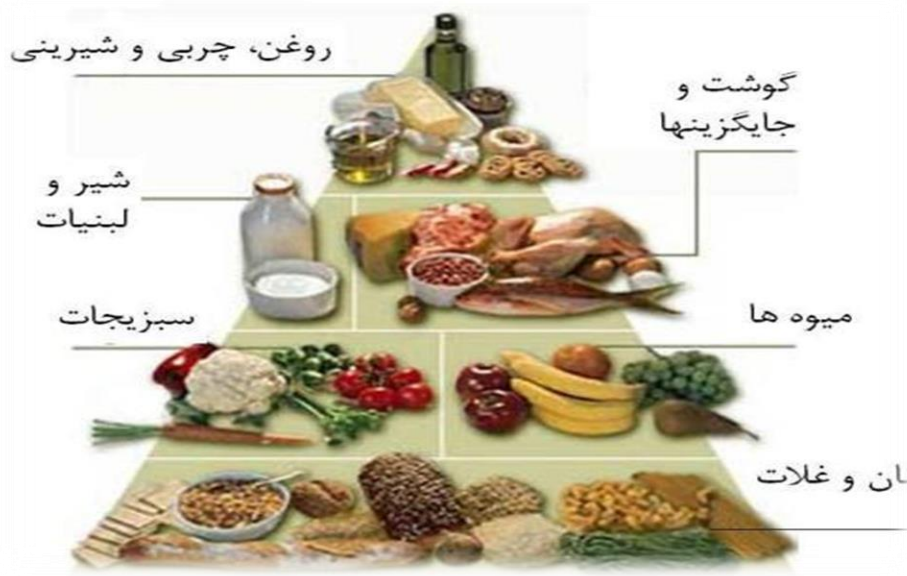 روغن، چربی و شیرینی
گوشت و
جایگزینها
شیر و
لبنیات
سبزیجات
میوه ها
ان و غلات